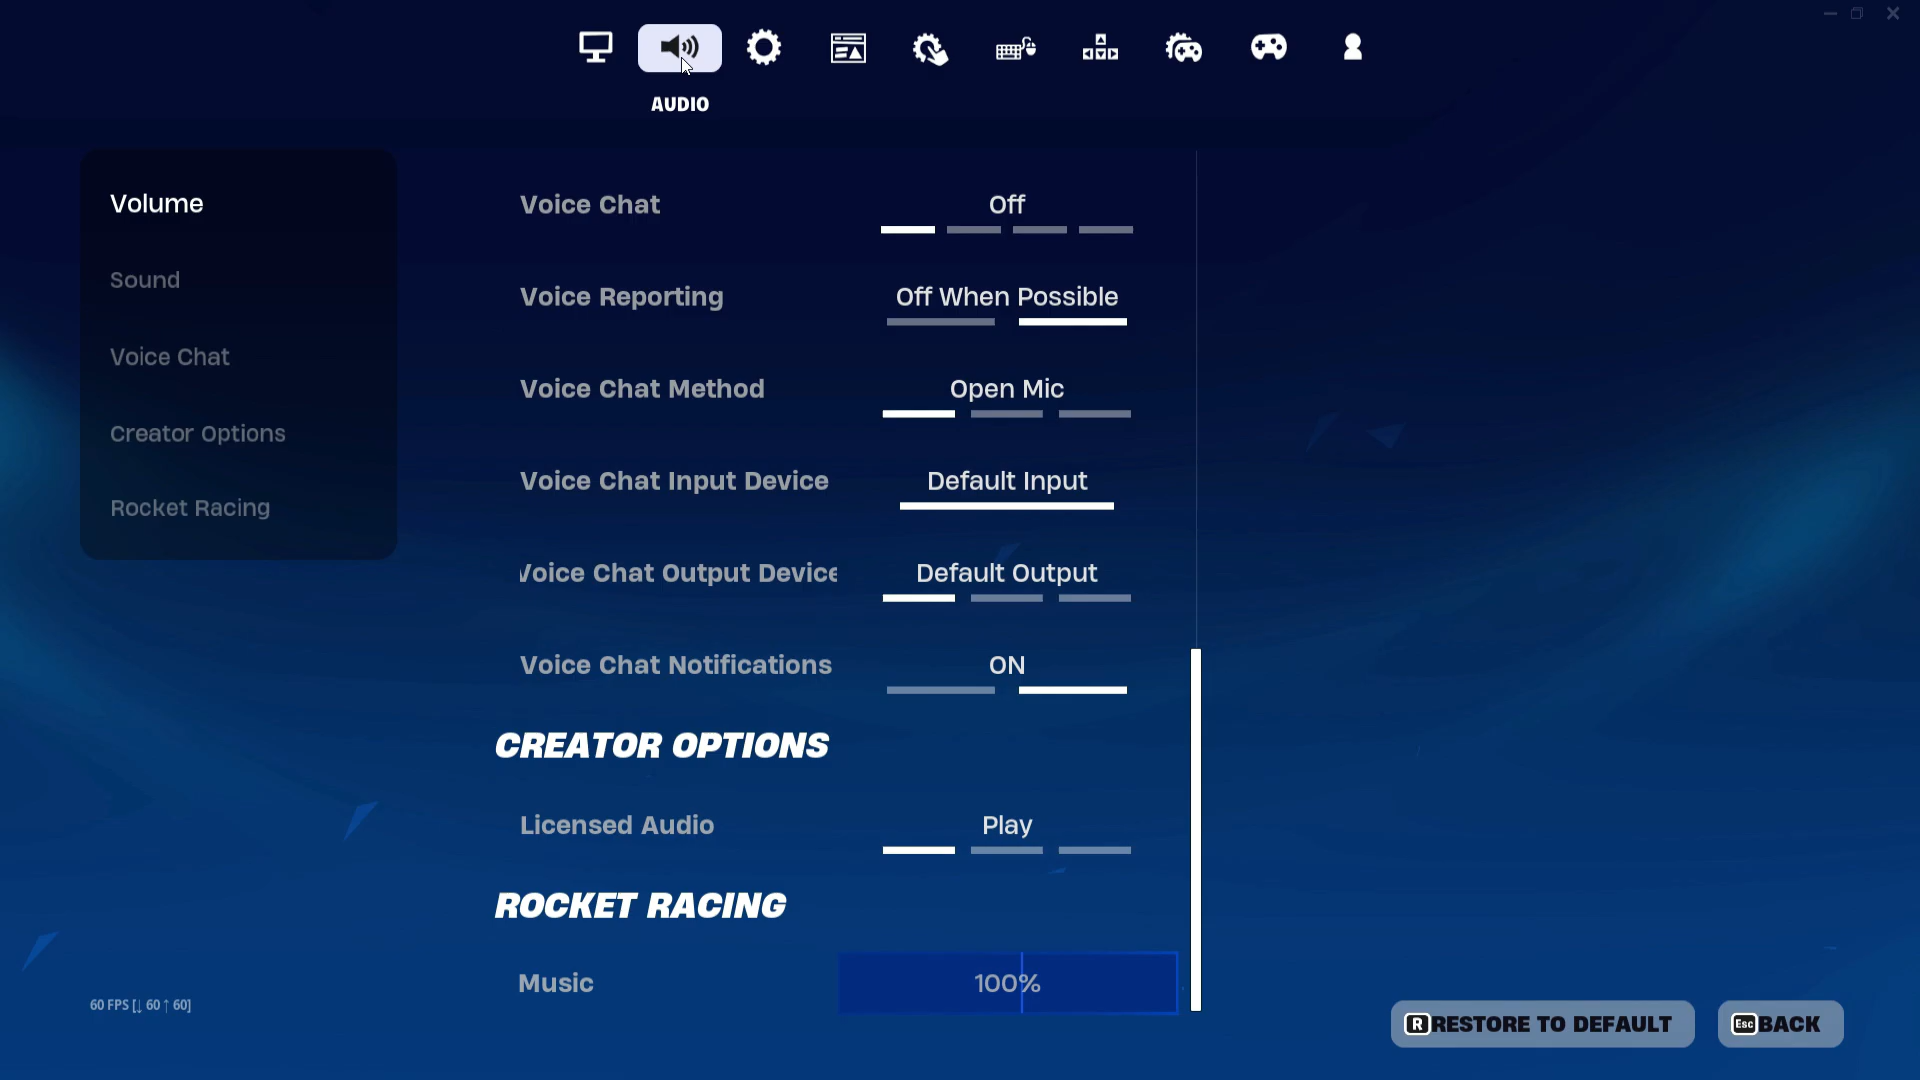 AUDIO
Volume
Sound
Voice Chat
Creator Options
Rocket Racing
Voice Chat Off
Voice Reporting Off When Possible
Voice Chat Method Open Mic
Voice Chat Input Device Default Input
Voice Chat Output Device Default Output
Voice Chat Notifications ON
CREATOR OPTIONS
Licensed Audio Play
ROCKET RACING
Music 100%
60 FPS [↓ 60 ↑ 60]
R RESTORE TO DEFAULT
Esc BACK